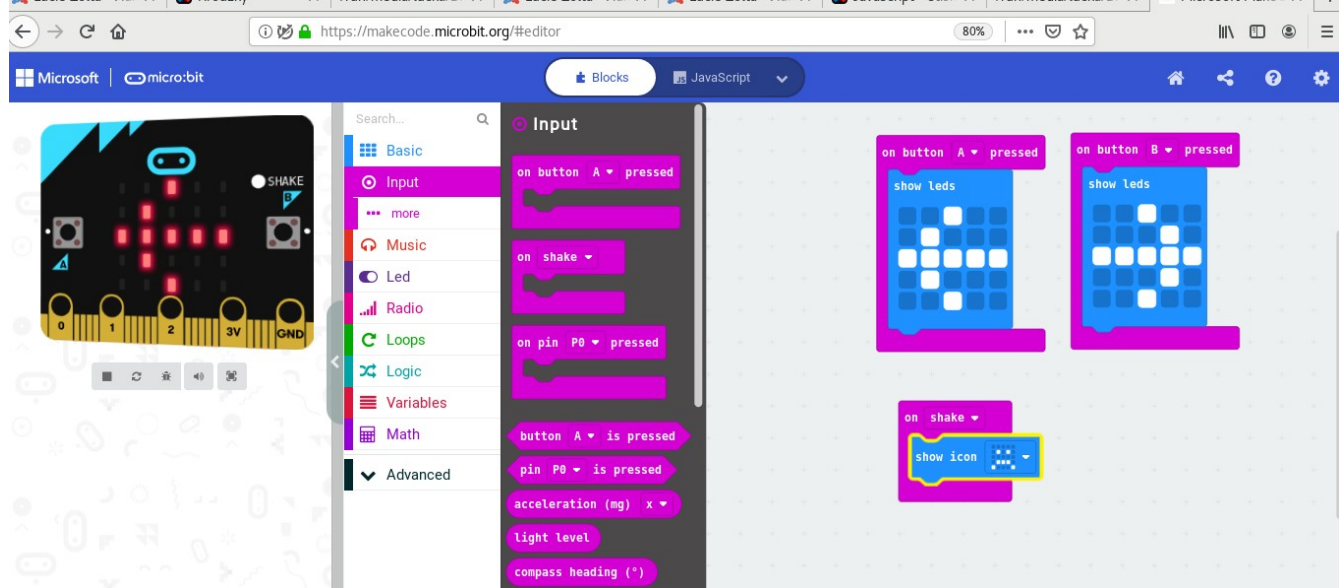 https://makecode.microbit.org/#editor
80%
Microsoft
micro:bit
Blocks
JavaScript
SHAKE
B
A
0
1
2
3V
GND
Search...
Basic
Input
more
Music
Led
Radio
Loops
Logic
Variables
Math
Advanced
Input
on button A pressed
on shake
on pin P0 pressed
button A is pressed
pin P0 is pressed
acceleration (mg) x
light level
compass heading (°)
on button A pressed
show leds
on button B pressed
show leds
on shake
show icon